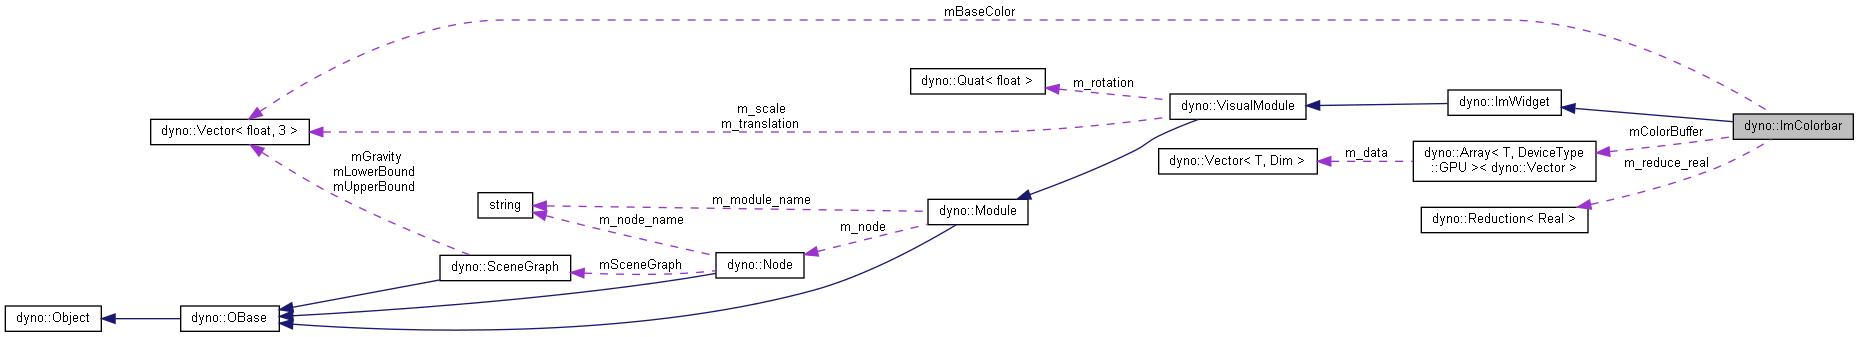 mBaseColor
dyno::Quat< float >
m_rotation
dyno::VisualModule
dyno::ImWidget
dyno::ImColorbar
m_scale
m_translation
dyno::Vector< float, 3 >
mColorBuffer
m_reduce_real
dyno::Array< T, DeviceType
::GPU >< dyno::Vector >
m_data
dyno::Vector< T, Dim >
mGravity
mLowerBound
mUpperBound
string
m_module_name
m_node_name
dyno::Module
dyno::Reduction< Real >
m_node
dyno::SceneGraph
mSceneGraph
dyno::Node
dyno::Object
dyno::OBase